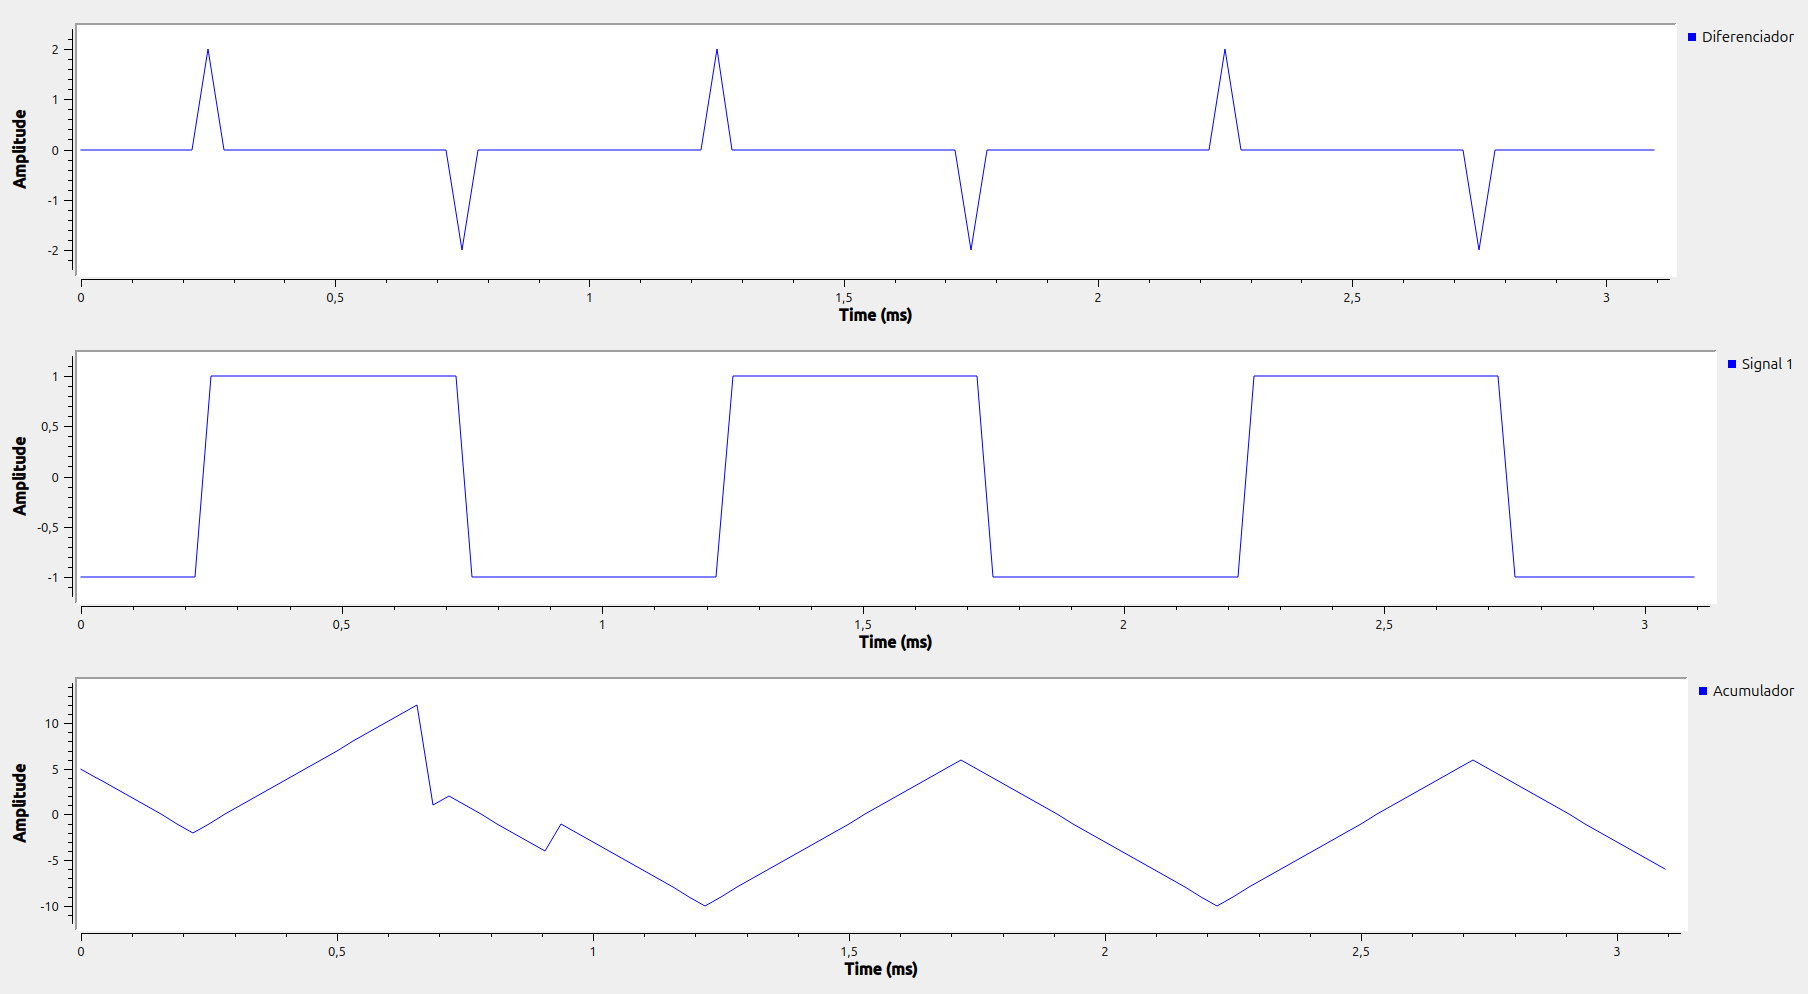 Diferenciador
Amplitude
2
1
0
-1
-2
0 0,5 1 1,5 2 2,5 3
Time (ms)
Signal 1
Amplitude
1
0,5
0
-0,5
-1
0 0,5 1 1,5 2 2,5 3
Time (ms)
Acumulador
Amplitude
10
5
0
-5
-10
0 0,5 1 1,5 2 2,5 3
Time (ms)